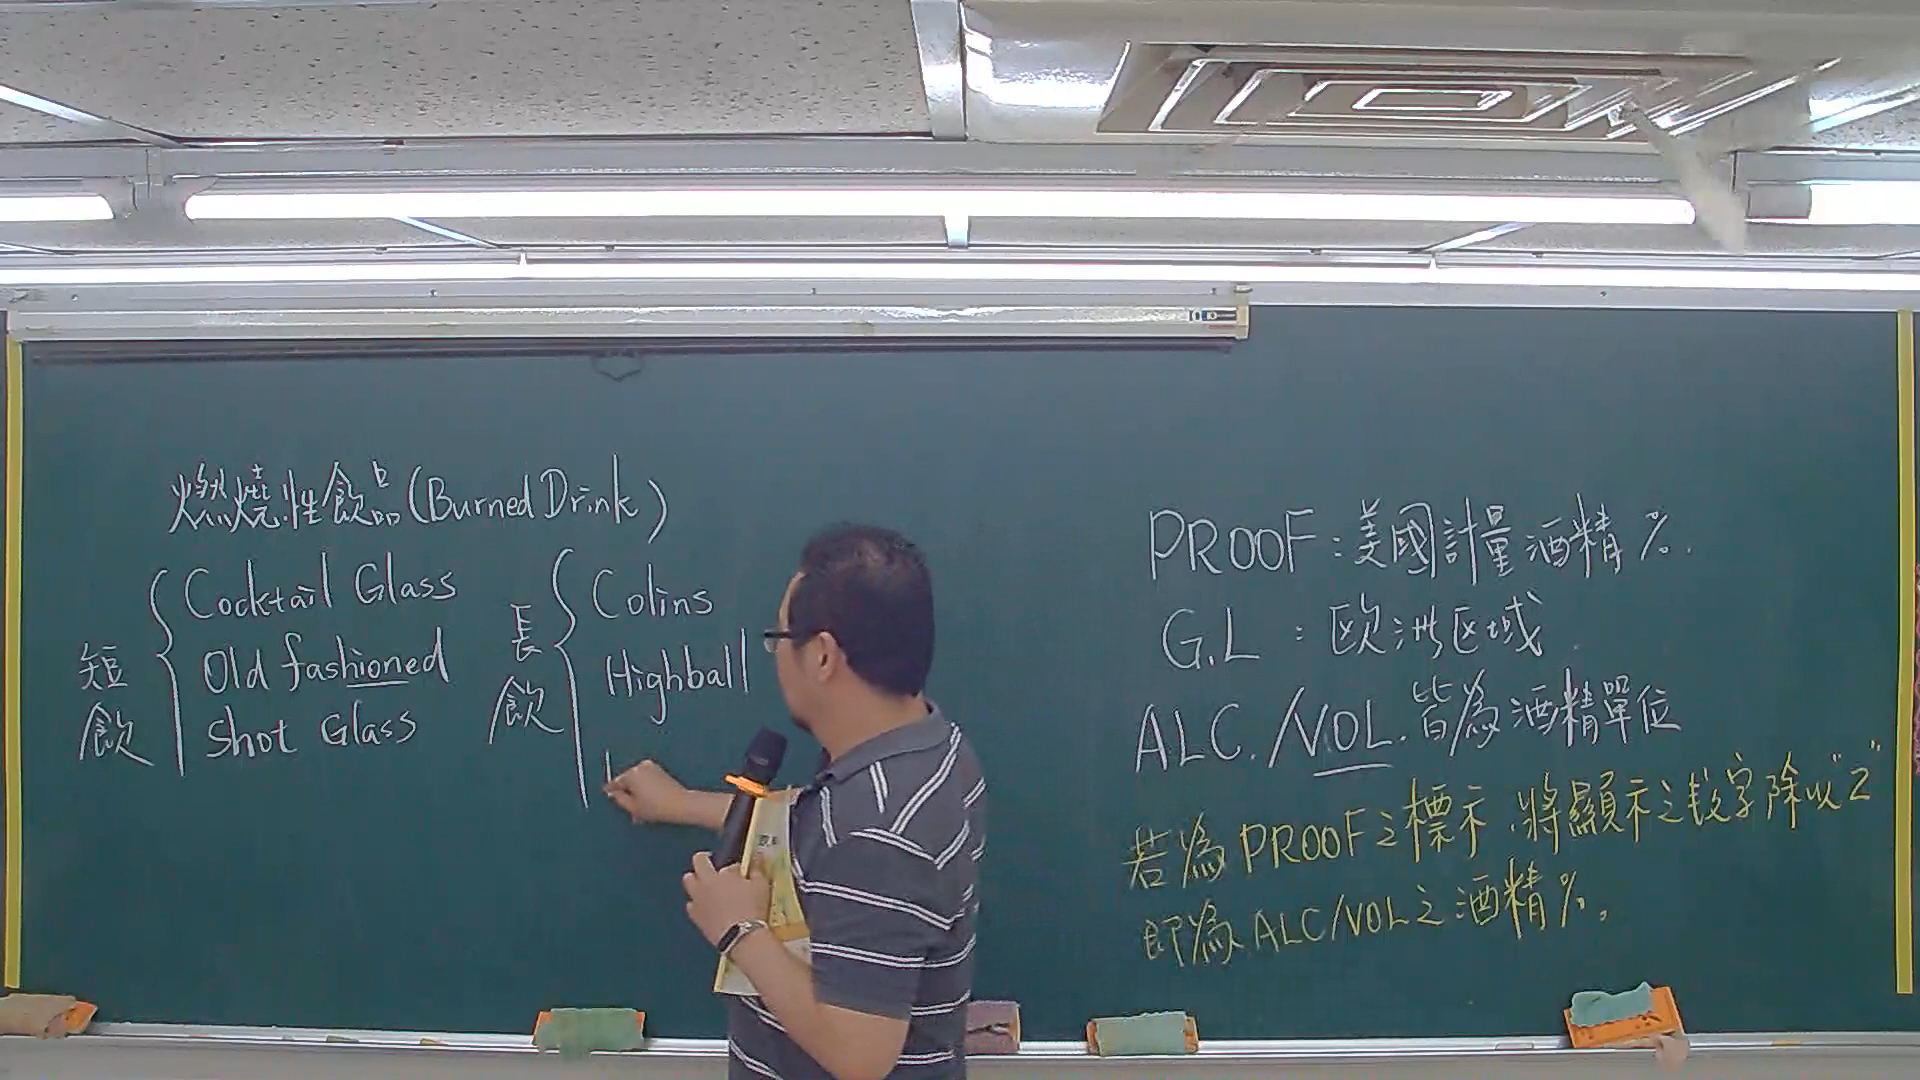 燃燒性飲品(Burned Drink)
短飲
Cocktail Glass
Old fashioned
Shot Glass
長飲
Colins
Highball
PROOF:美國計量酒精%.
G.L : 歐洲区域
ALC./VOL.皆為酒精單位
若為PROOF之標示,將顯示之數字除以"2"
即為ALC/VOL之酒精%。